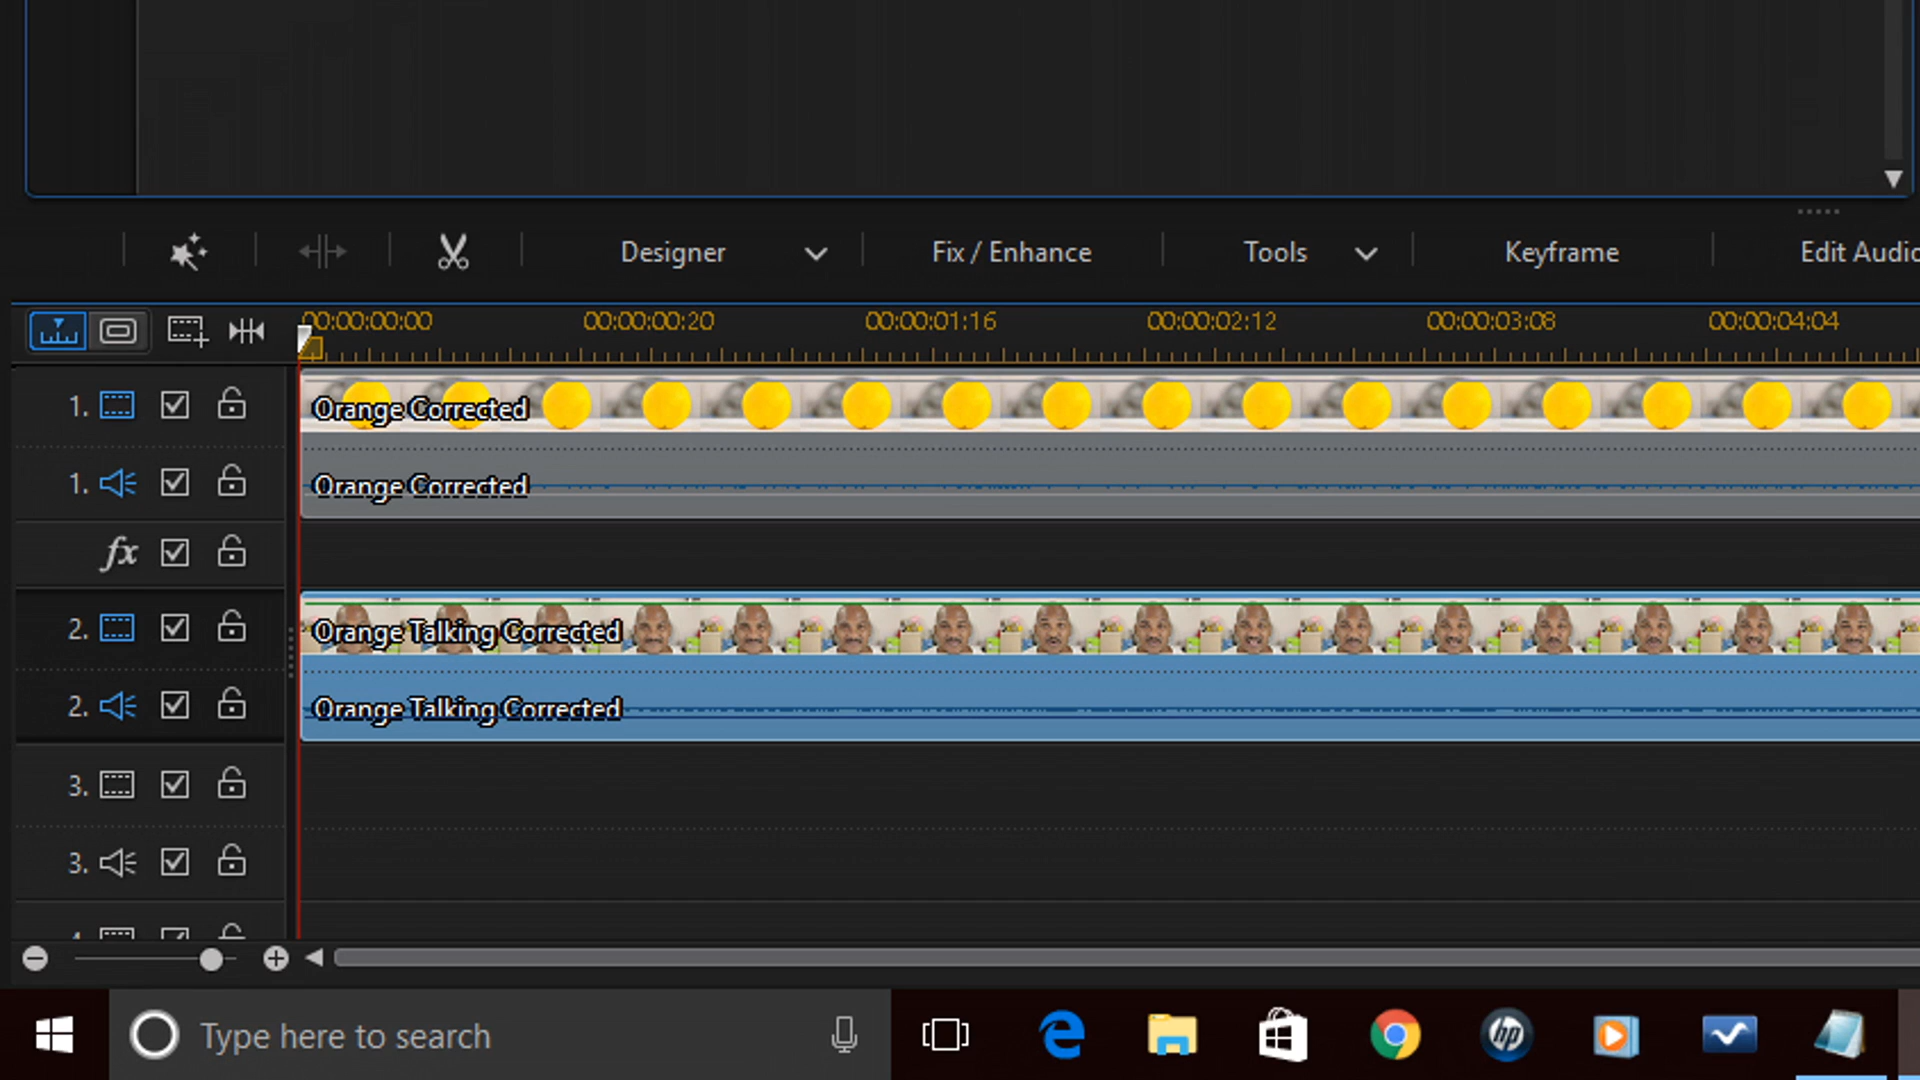 Designer Fix / Enhance Tools Keyframe Edit Audio
00:00:00:00 00:00:00:20 00:00:01:16 00:00:02:12 00:00:03:08 00:00:04:04
1. Orange Corrected
1. Orange Corrected
fx
2. Orange Talking Corrected
2. Orange Talking Corrected
3.
3.
4.
Type here to search
hp